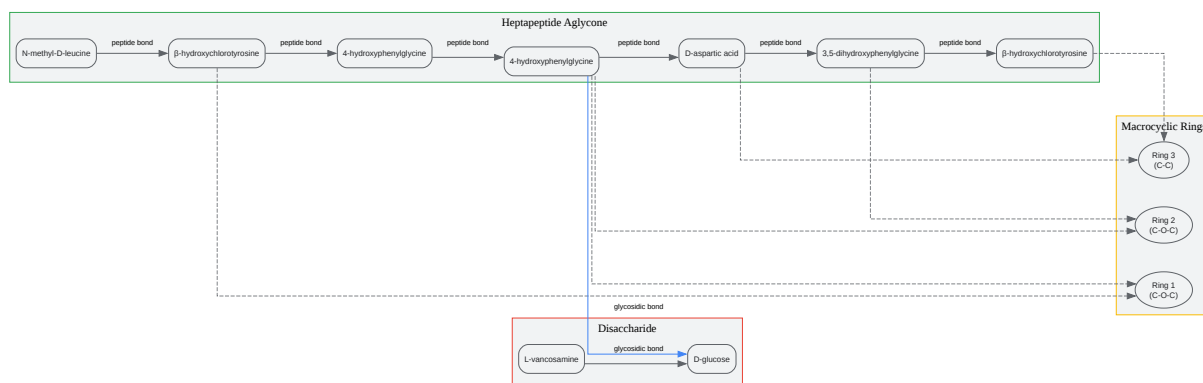 Heptapeptide Aglycone
N-methyl-D-leucine
peptide bond
β-hydroxychlorotyrosine
peptide bond
4-hydroxyphenylglycine
peptide bond
4-hydroxyphenylglycine
peptide bond
D-aspartic acid
peptide bond
3,5-dihydroxyphenylglycine
peptide bond
β-hydroxychlorotyrosine
Macrocyclic Ring
Ring 3
(C-C)
Ring 2
(C-O-C)
Ring 1
(C-O-C)
glycosidic bond
Disaccharide
L-vancosamine
glycosidic bond
D-glucose